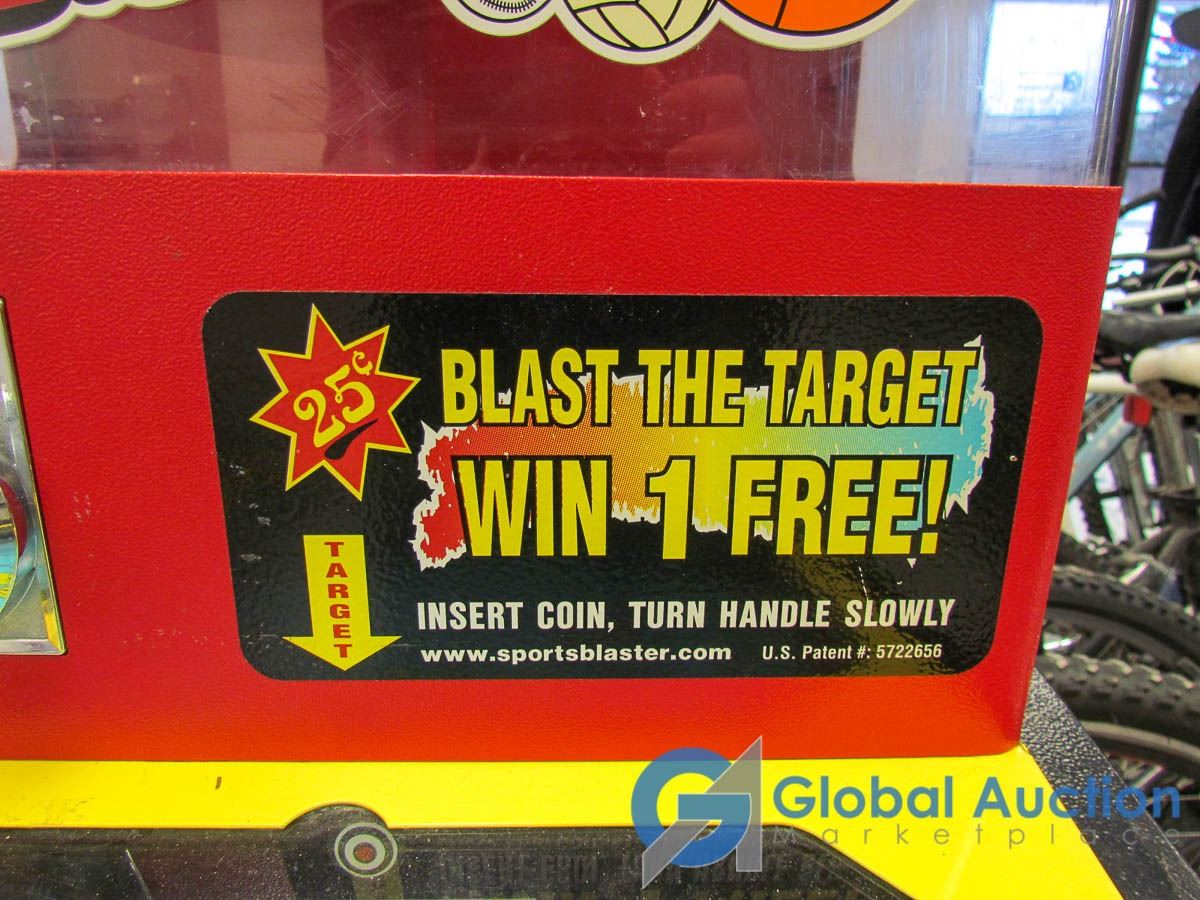 25¢
BLAST THE TARGET
WIN 1 FREE!
TARGET
INSERT COIN, TURN HANDLE SLOWLY
www.sportsblaster.com U.S. Patent #: 5722656
Global Auction
Marketplace